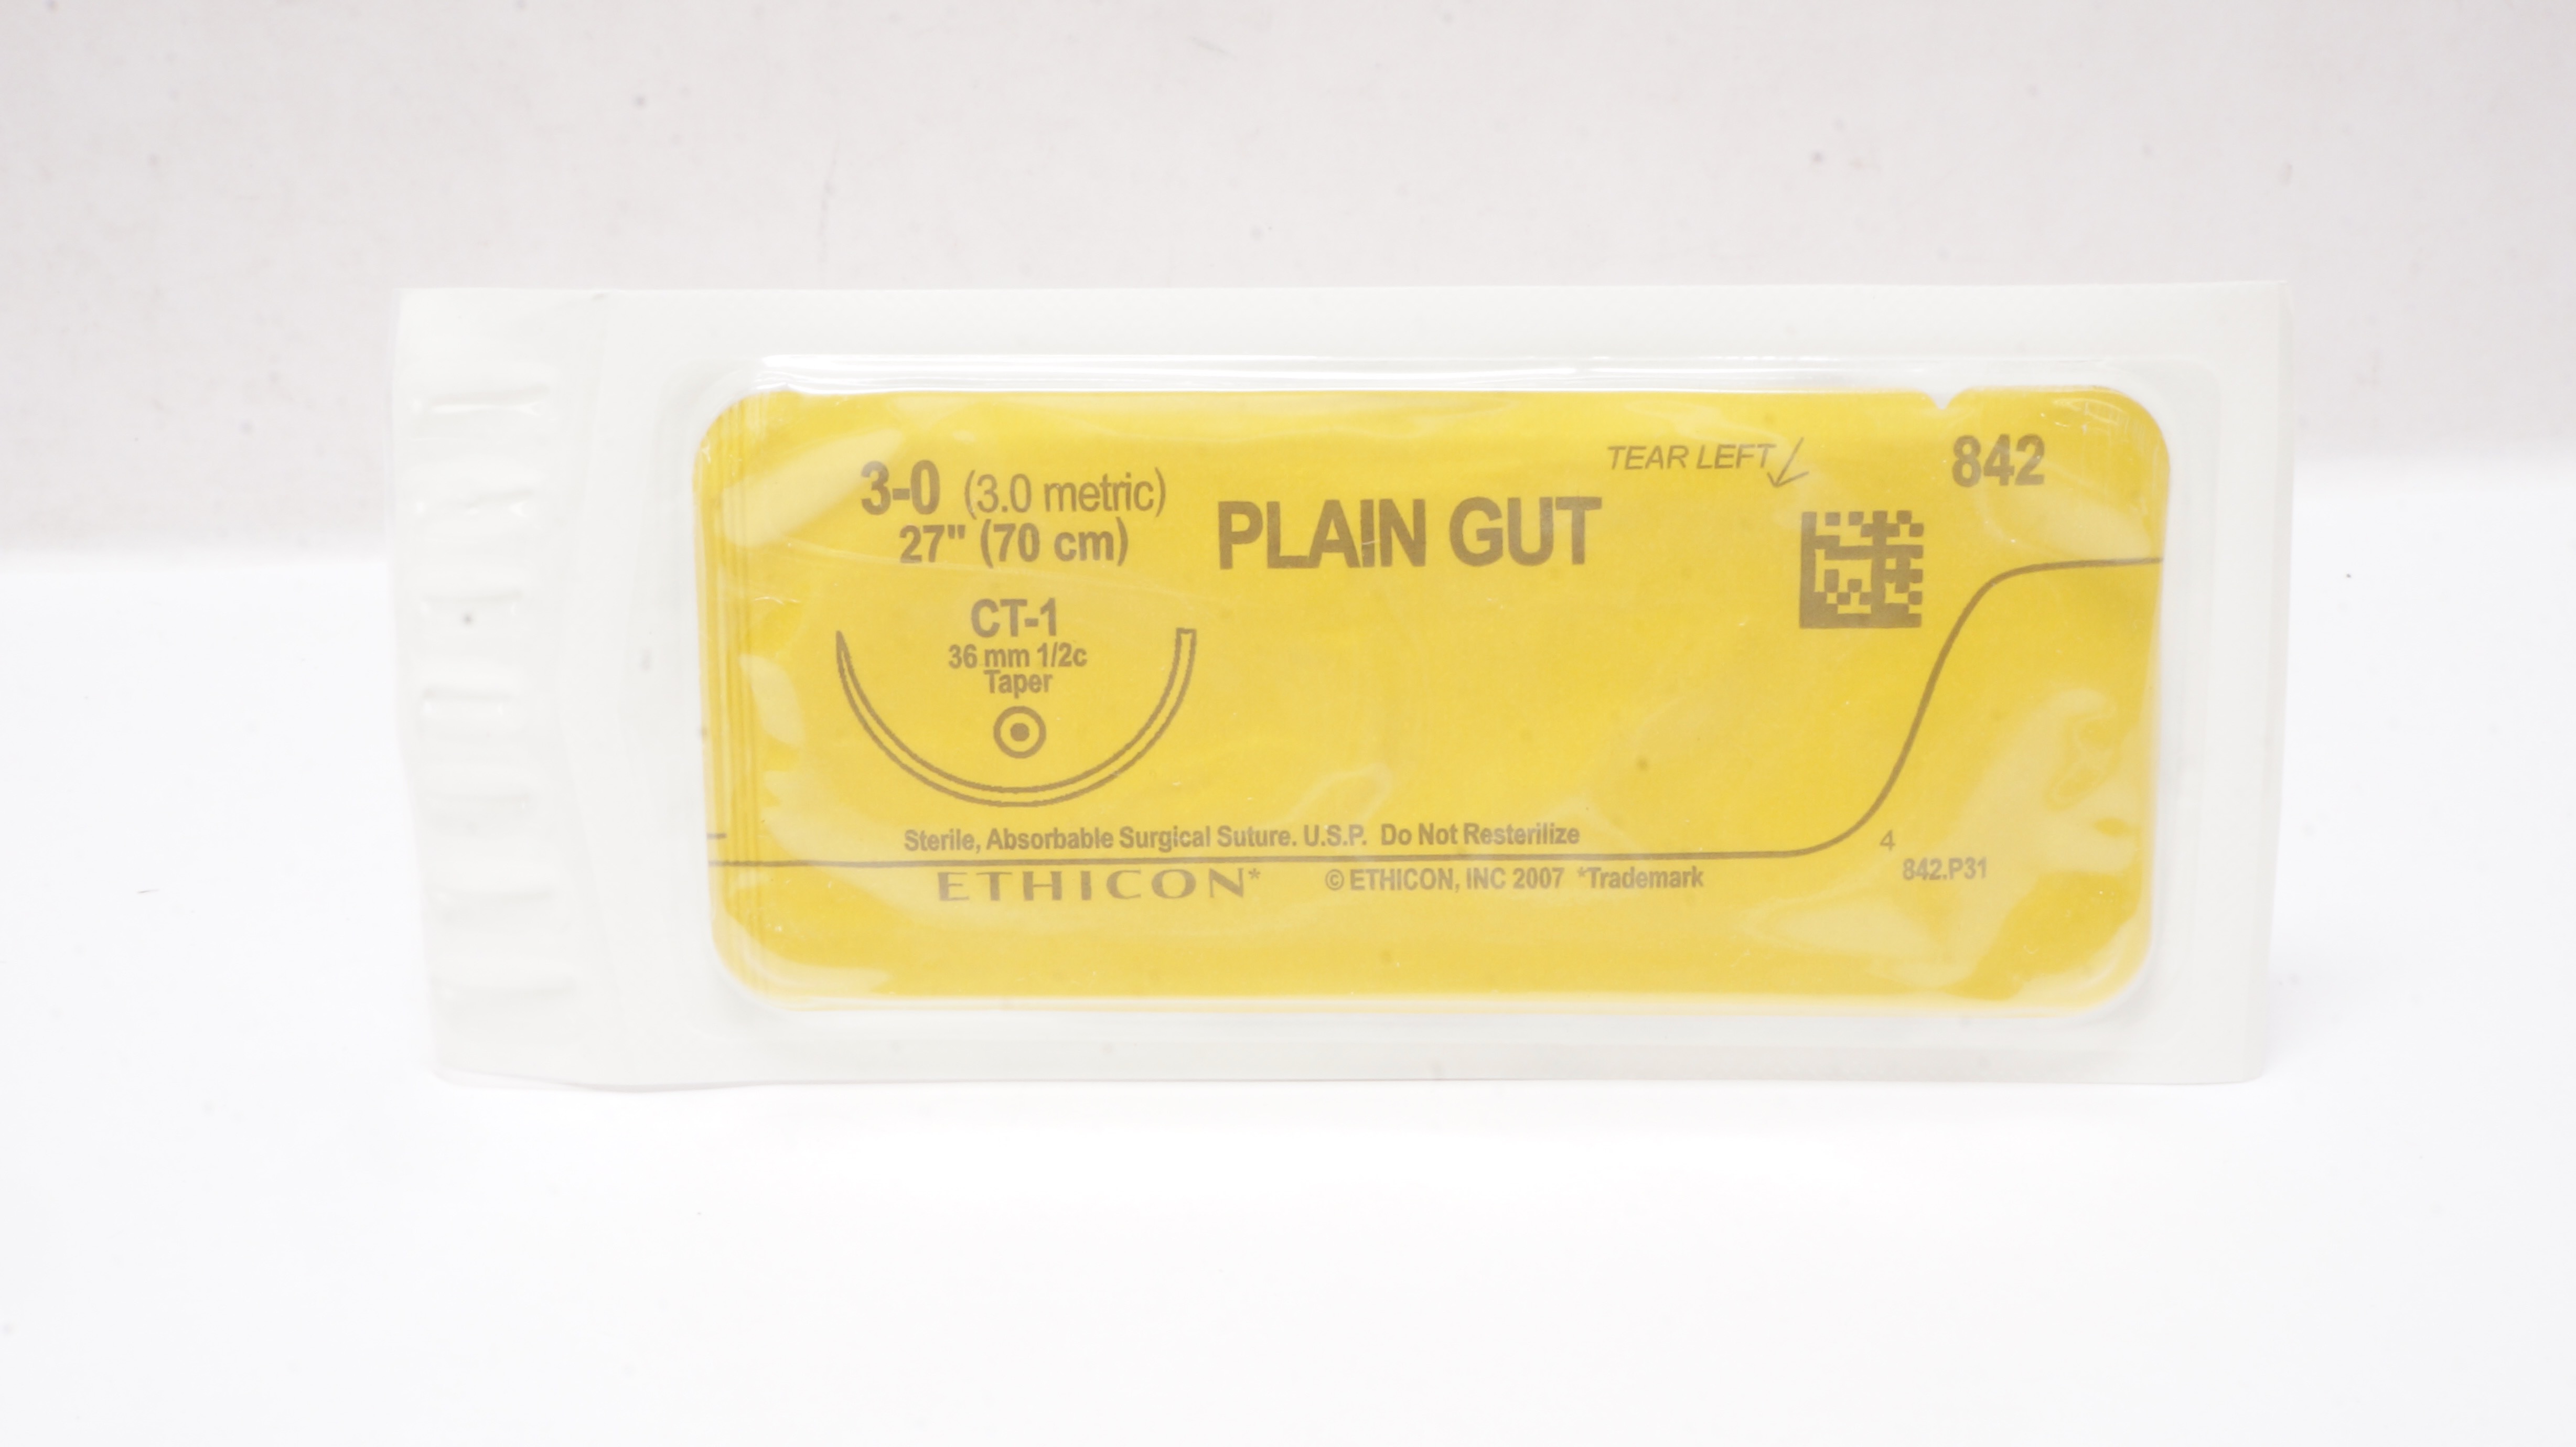 TEAR LEFT
842
3-0 (3.0 metric)
27" (70 cm)
PLAIN GUT
CT-1
36 mm 1/2c
Taper
Sterile, Absorbable Surgical Suture. U.S.P. Do Not Resterilize
4
842.P31
ETHICON* © ETHICON, INC 2007 *Trademark